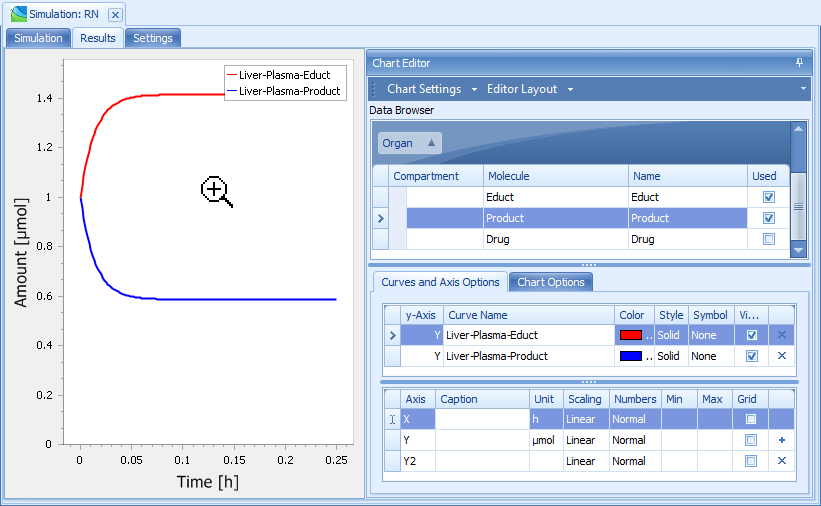 Simulation: RN
Simulation Results Settings
Liver-Plasma-Educt
Liver-Plasma-Product
1.4
1.2
1
0.8
0.6
0.4
0.2
0
0 0.05 0.1 0.15 0.2 0.25
Amount [µmol]
Time [h]
Chart Editor
Chart Settings Editor Layout
Data Browser
Organ
Compartment Molecule Name Used
Educt Educt
Product Product
Drug Drug
Curves and Axis Options Chart Options
y-Axis Curve Name Color Style Symbol Vi...
Y Liver-Plasma-Educt .. Solid None
Y Liver-Plasma-Product .. Solid None
Axis Caption Unit Scaling Numbers Min Max Grid
X h Linear Normal
Y µmol Linear Normal
Y2 Linear Normal